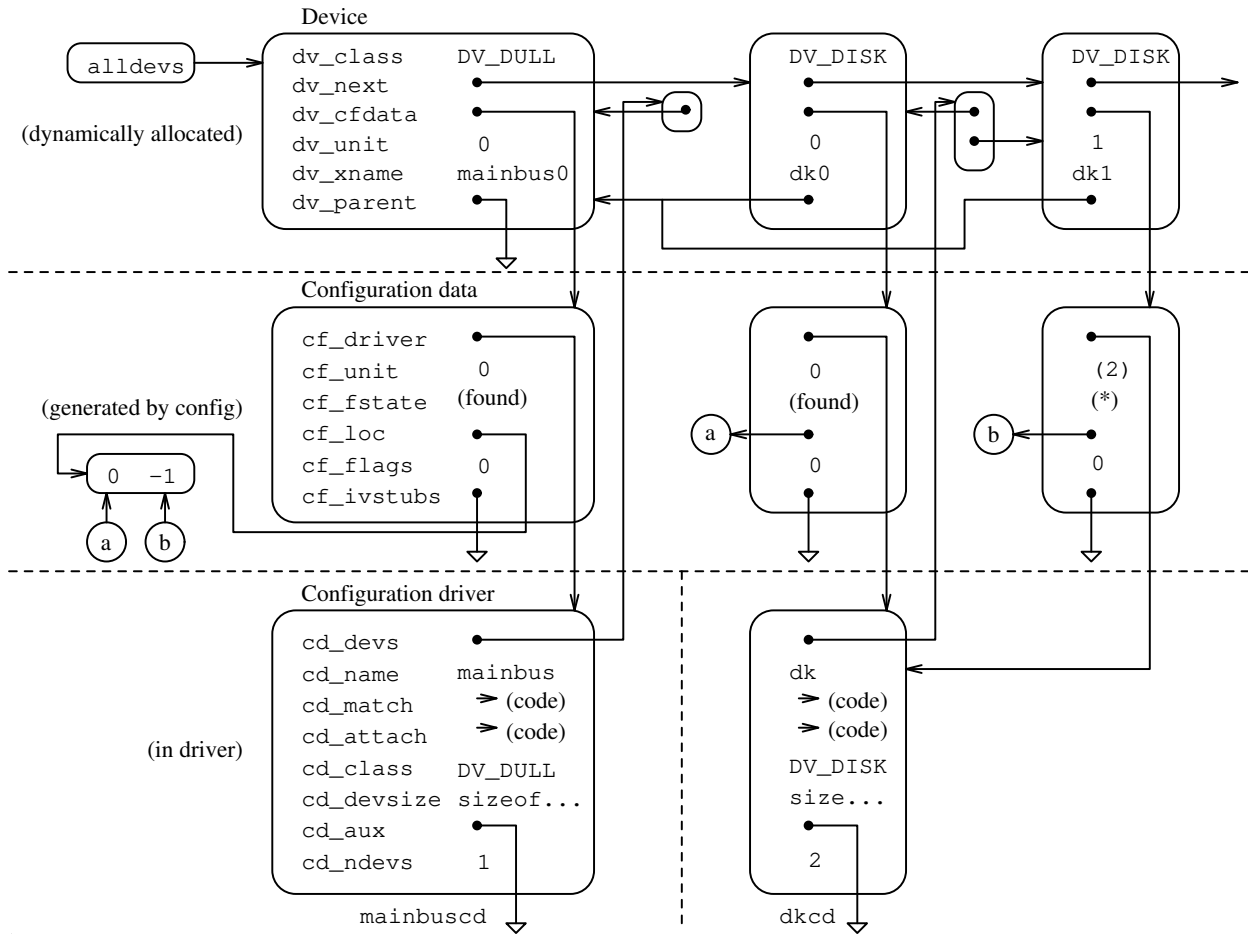 Device
alldevs
dv_class DV_DULL DV_DISK DV_DISK
dv_next
dv_cfdata
(dynamically allocated)
dv_unit 0 0 1
dv_xname mainbus0 dk0 dk1
dv_parent
Configuration data
cf_driver
cf_unit 0 0 (2)
cf_fstate (found) (found) (*)
(generated by config)
cf_loc a b
cf_flags 0 0 0
0 −1
cf_ivstubs
a b
Configuration driver
cd_devs
cd_name mainbus dk
cd_match (code) (code)
cd_attach (code) (code)
(in driver)
cd_class DV_DULL DV_DISK
cd_devsize sizeof... size...
cd_aux
cd_ndevs 1 2
mainbuscd dkcd